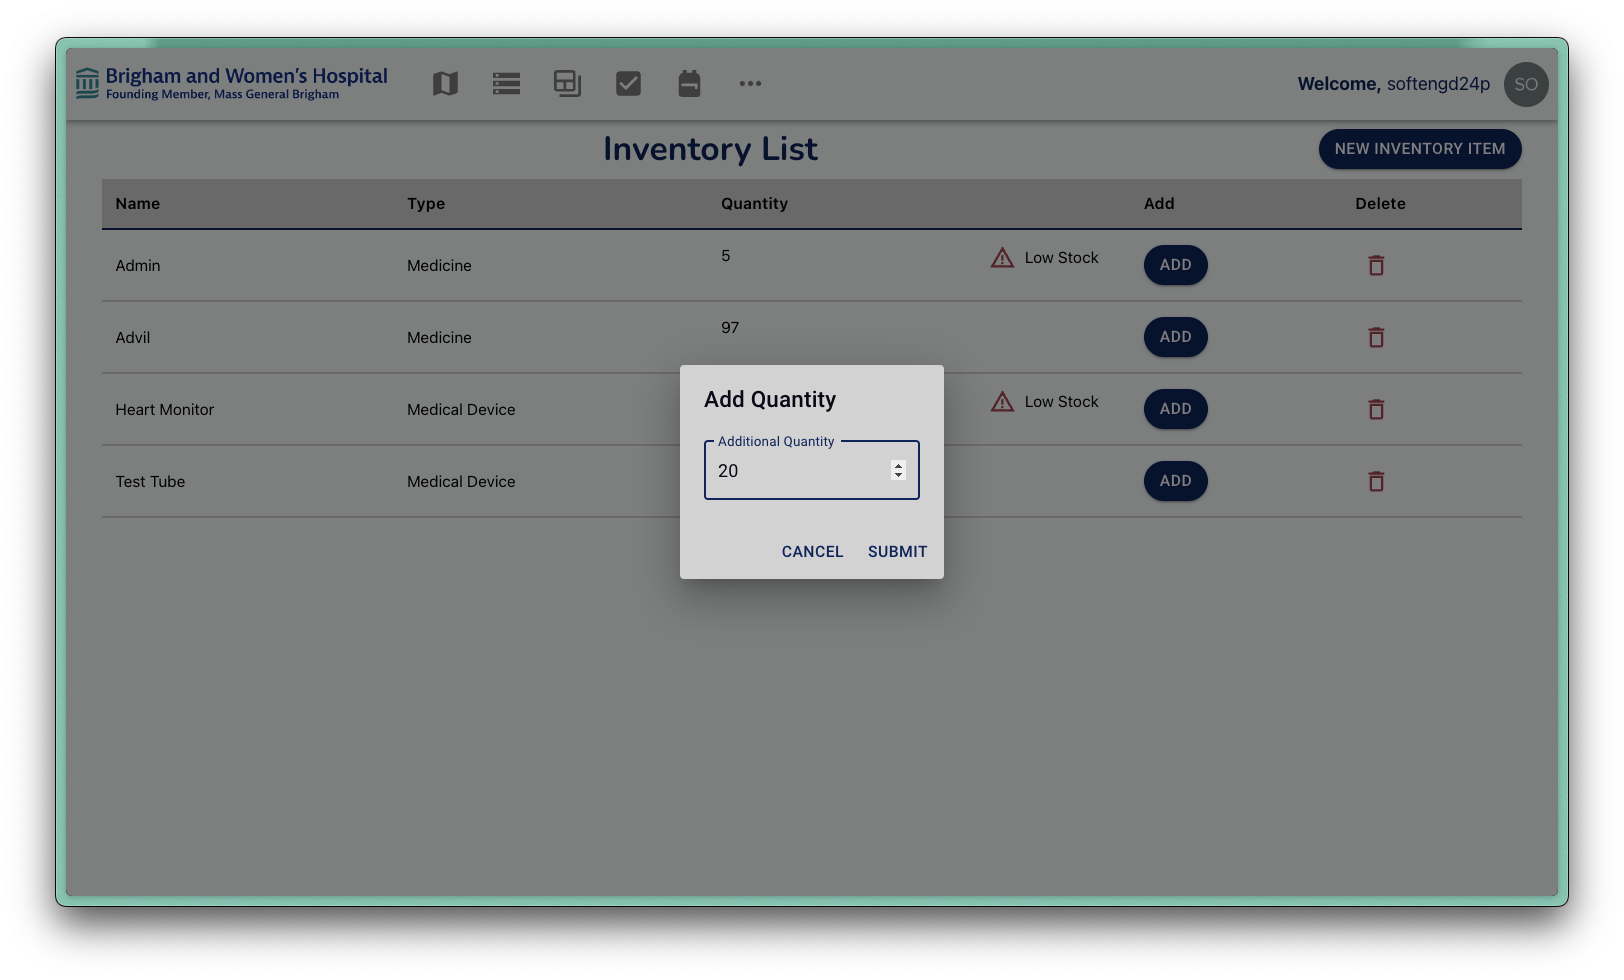 Brigham and Women's Hospital
Founding Member, Mass General Brigham
Welcome, softengd24p
SO
Inventory List
NEW INVENTORY ITEM
Name Type Quantity Add Delete
Admin Medicine 5 Low Stock ADD
Advil Medicine 97 ADD
Heart Monitor Medical Device Low Stock ADD
Test Tube Medical Device ADD
Add Quantity
Additional Quantity
20
CANCEL SUBMIT